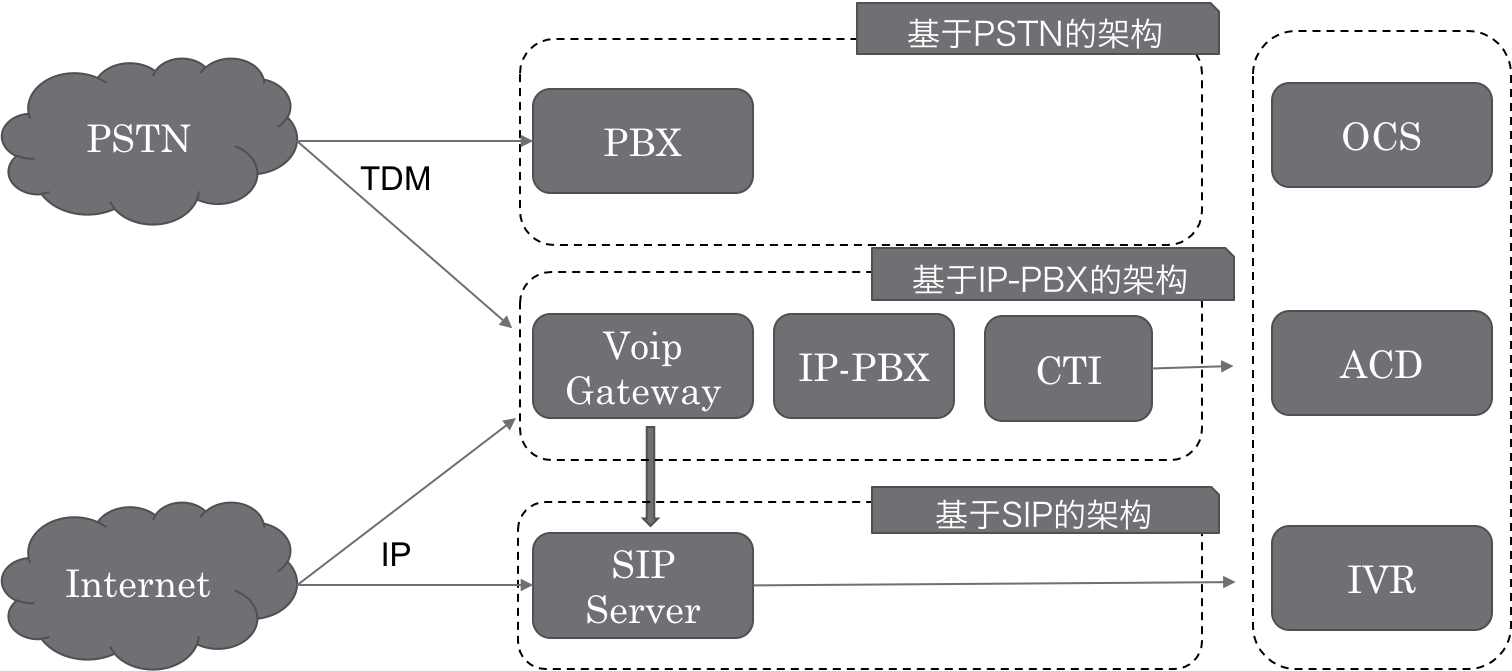 基于PSTN的架构
PSTN
PBX
OCS
TDM
基于IP-PBX的架构
Voip
Gateway
IP-PBX
CTI
ACD
基于SIP的架构
IP
Internet
SIP
Server
IVR